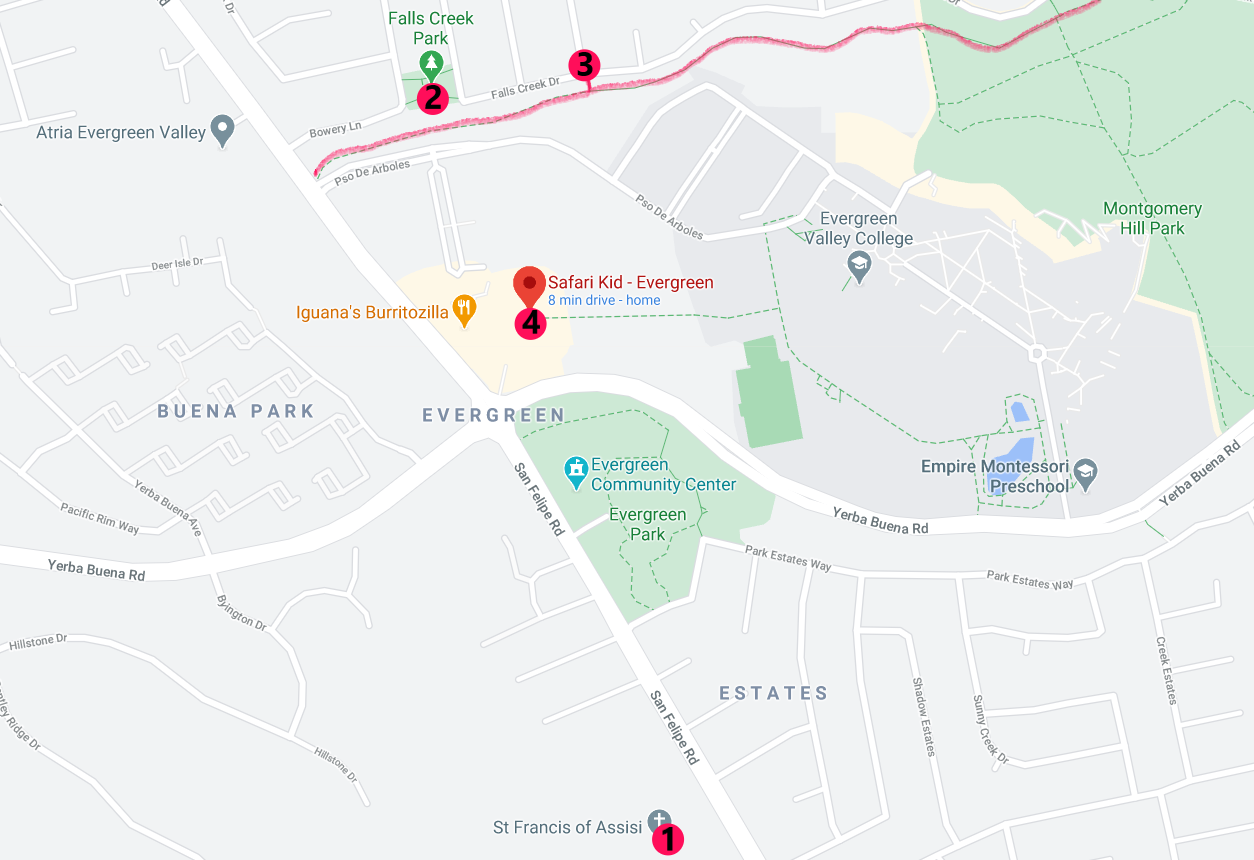 Falls Creek
Park
3
Falls Creek Dr
2
Bowery Ln
Atria Evergreen Valley
Pso De Arboles
Pso De Arboles
Evergreen
Valley College
Montgomery
Hill Park
Deer Isle Dr
Safari Kid - Evergreen
8 min drive - home
Iguana's Burritozilla
4
BUENA PARK
EVERGREEN
Evergreen
Community Center
Evergreen
Park
San Felipe Rd
Empire Montessori
Preschool
Yerba Buena Rd
Yerba Buena Ave
Pacific Rim Way
Yerba Buena Rd
Yerba Buena Rd
Park Estates Way
Park Estates Way
Byington Dr
Hillstone Dr
Creek Estates
ESTATES
Shadow Estates
Sunny Creek Dr
San Felipe Rd
Ridge Dr
Hillstone Dr
St Francis of Assisi
1